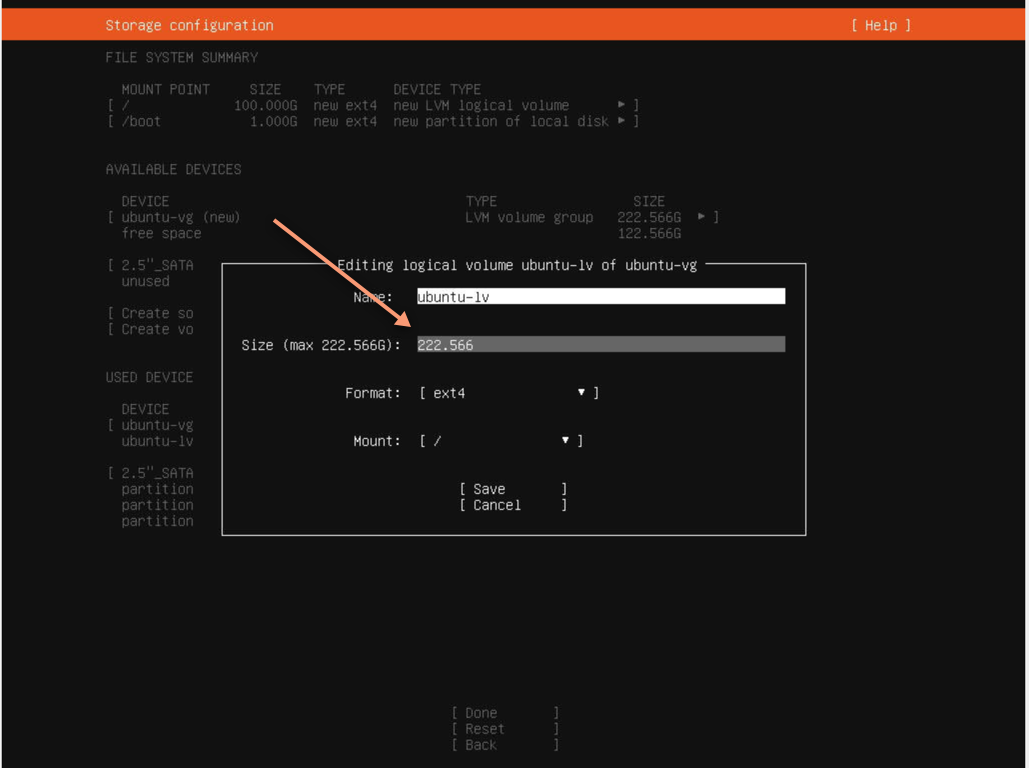 Storage configuration [ Help ]
FILE SYSTEM SUMMARY
MOUNT POINT SIZE TYPE DEVICE TYPE
[ / 100.000G new ext4 new LVM logical volume ▸ ]
[ /boot 1.000G new ext4 new partition of local disk ▸ ]
AVAILABLE DEVICES
DEVICE TYPE SIZE
[ ubuntu-vg (new) LVM volume group 222.566G ▸ ]
free space 122.566G
[ 2.5"_SATA
unused
[ Create so
[ Create vo
USED DEVICE
DEVICE
[ ubuntu-vg
ubuntu-lv
[ 2.5"_SATA
partition
partition
partition
Editing logical volume ubuntu-lv of ubuntu-vg
Name: ubuntu-lv
Size (max 222.566G): 222.566
Format: [ ext4 ▾ ]
Mount: [ / ▾ ]
[ Save ]
[ Cancel ]
[ Done ]
[ Reset ]
[ Back ]